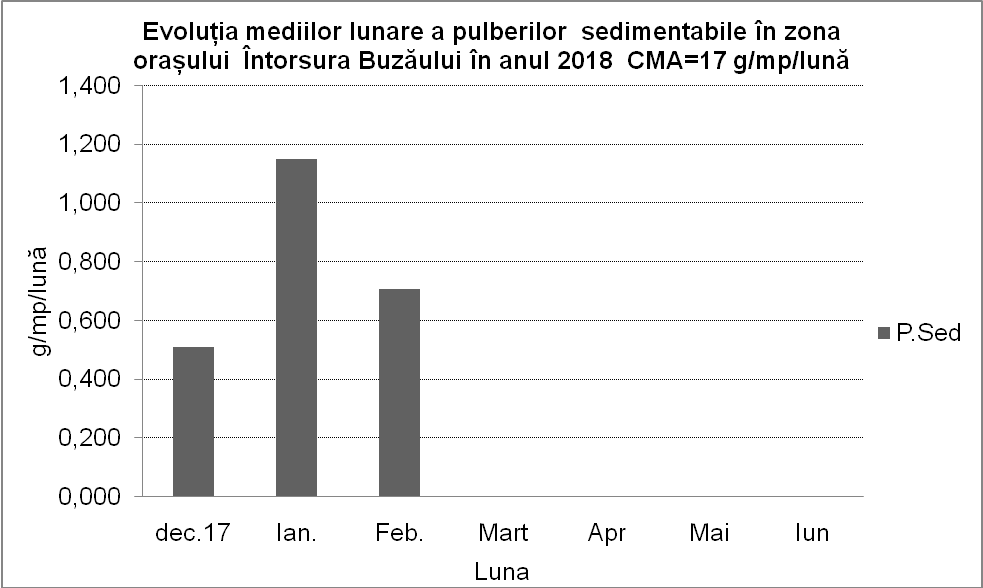 Evoluția mediilor lunare a pulberilor  sedimentabile în zona
orașului  Întorsura Buzăului în anul 2018  CMA=17 g/mp/lună
1,400
1,200
1,000
0,800
0,600
0,400
0,200
0,000
g/mp/lună
dec.17 Ian. Feb. Mart Apr Mai Iun
Luna
P.Sed